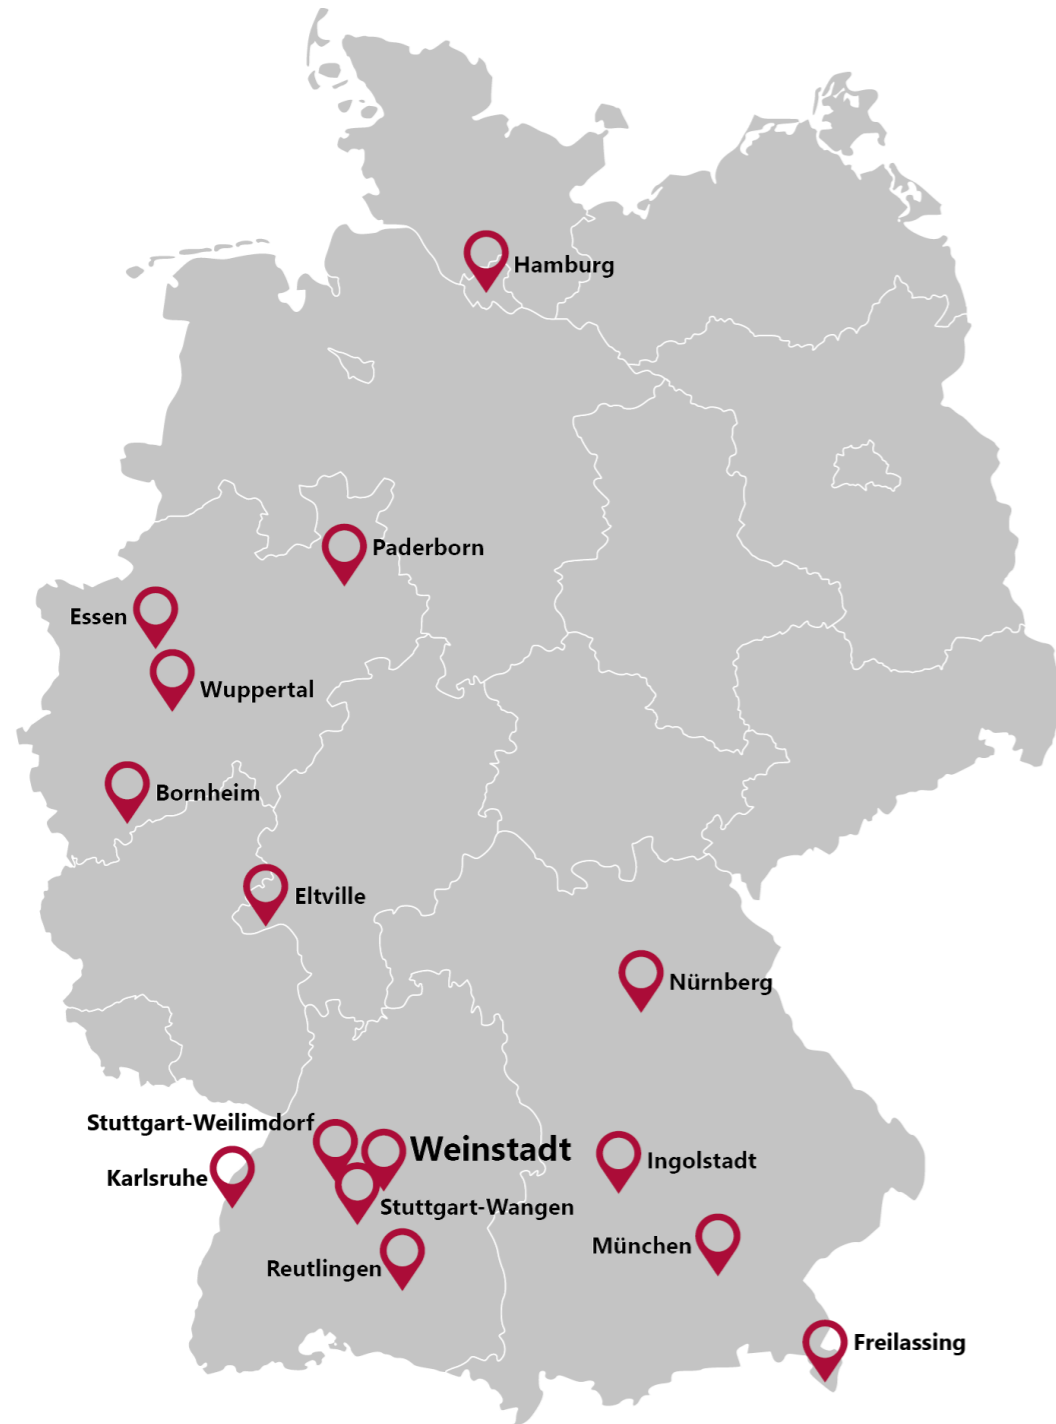 Hamburg
Paderborn
Essen
Wuppertal
Bornheim
Eltville
Nürnberg
Stuttgart-Weilimdorf
Weinstadt
Ingolstadt
Karlsruhe
Stuttgart-Wangen
München
Reutlingen
Freilassing